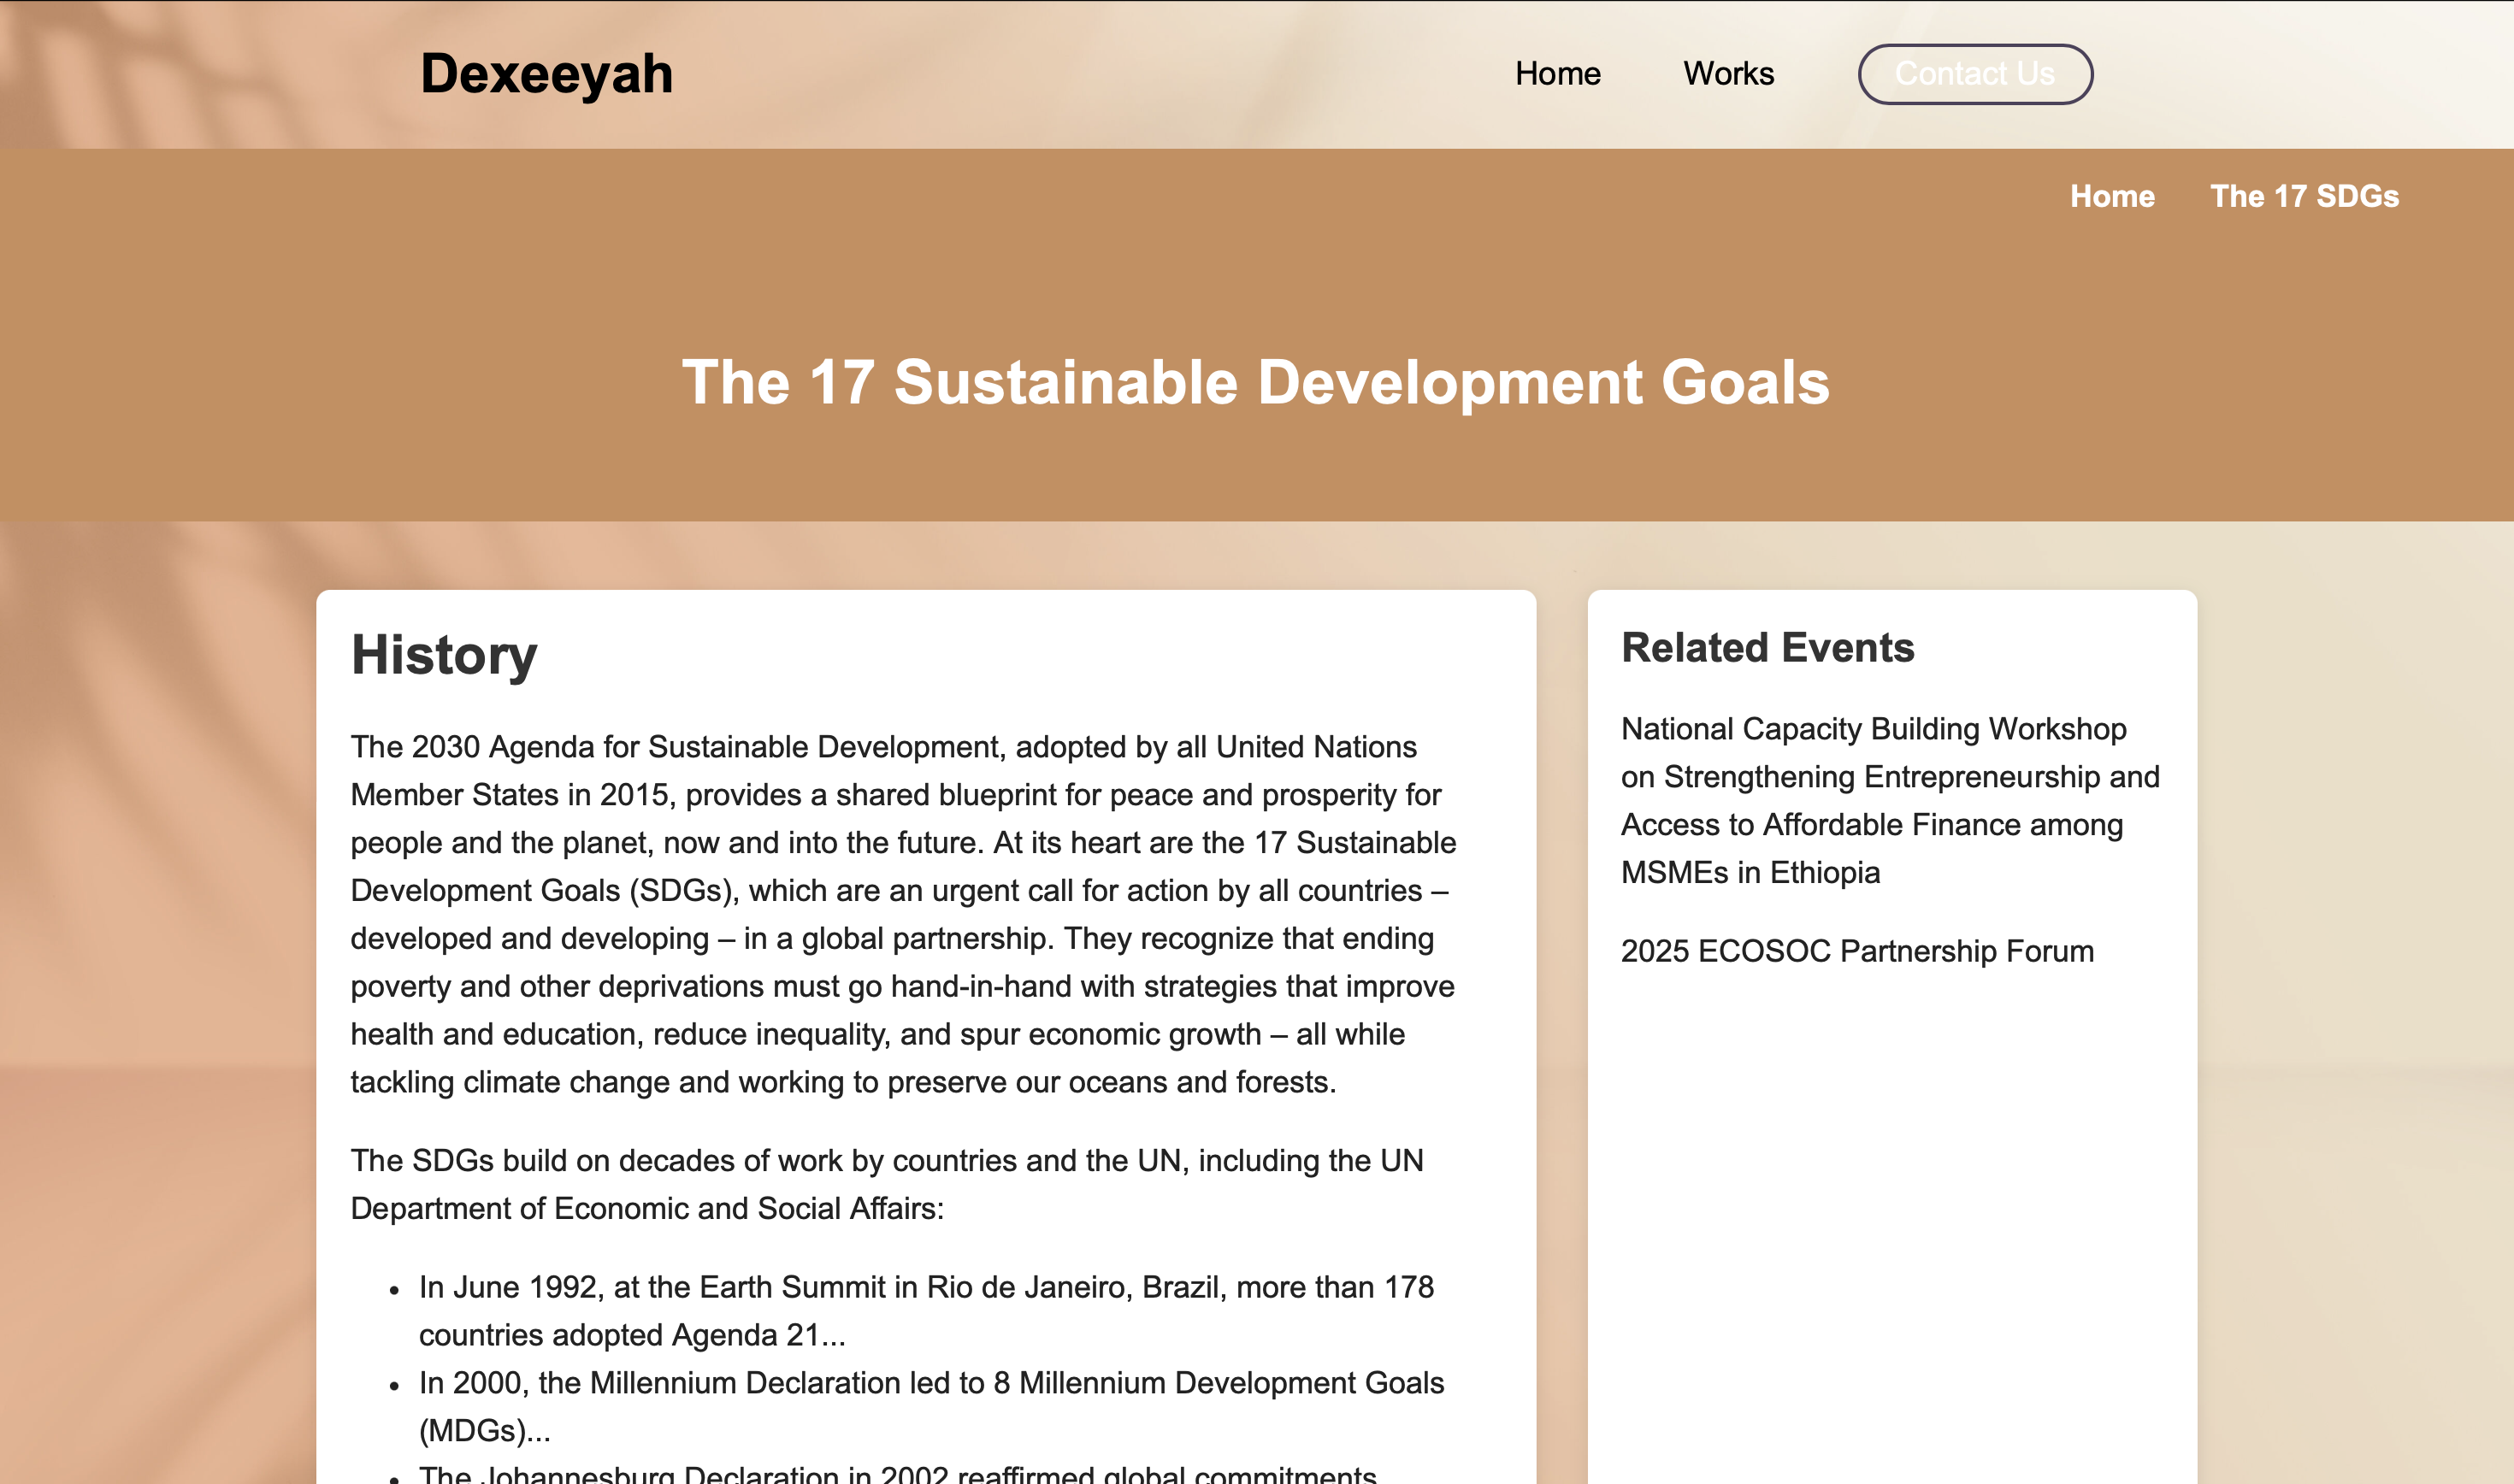 Dexeeyah
Home
Works
Contact Us
Home
The 17 SDGs
The 17 Sustainable Development Goals
History
The 2030 Agenda for Sustainable Development, adopted by all United Nations
Member States in 2015, provides a shared blueprint for peace and prosperity for
people and the planet, now and into the future. At its heart are the 17 Sustainable
Development Goals (SDGs), which are an urgent call for action by all countries –
developed and developing – in a global partnership. They recognize that ending
poverty and other deprivations must go hand-in-hand with strategies that improve
health and education, reduce inequality, and spur economic growth – all while
tackling climate change and working to preserve our oceans and forests.
The SDGs build on decades of work by countries and the UN, including the UN
Department of Economic and Social Affairs:
• In June 1992, at the Earth Summit in Rio de Janeiro, Brazil, more than 178
countries adopted Agenda 21...
• In 2000, the Millennium Declaration led to 8 Millennium Development Goals
(MDGs)...
• The Johannesburg Declaration in 2002 reaffirmed global commitments
Related Events
National Capacity Building Workshop
on Strengthening Entrepreneurship and
Access to Affordable Finance among
MSMEs in Ethiopia
2025 ECOSOC Partnership Forum